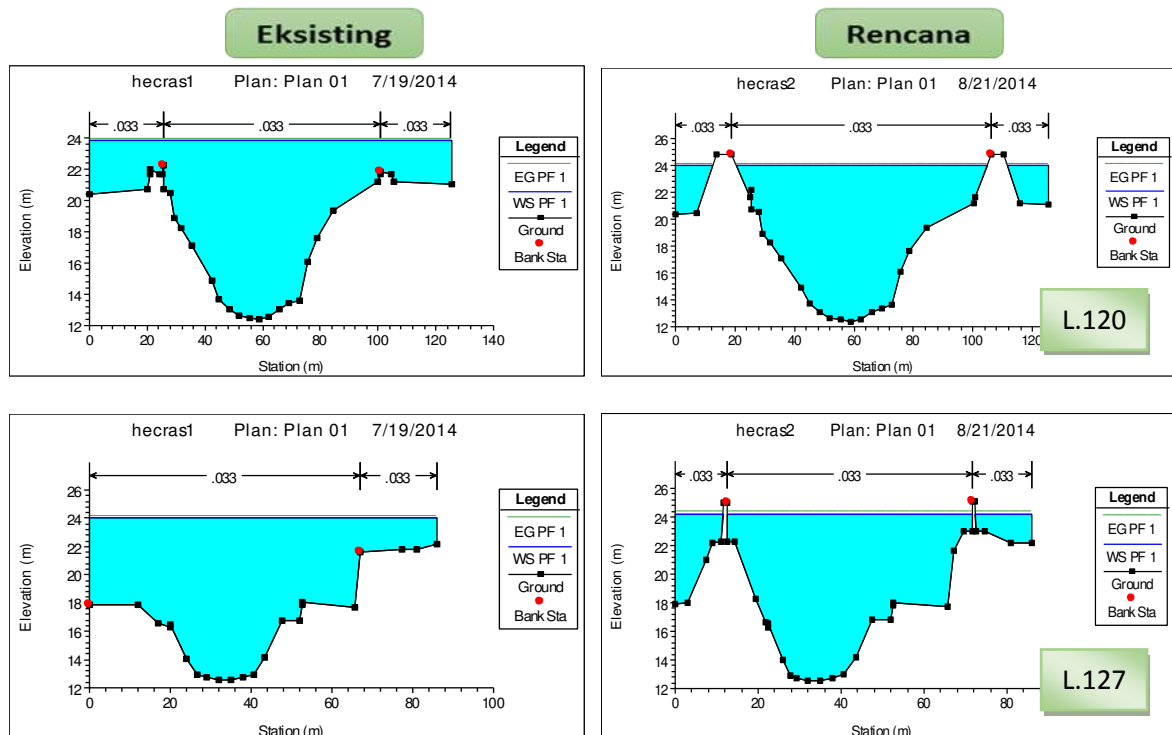 Eksisting
Rencana
hecras1 Plan: Plan 01 7/19/2014
.033 .033 .033
24
22
20
18
16
14
12
Elevation (m)
0 20 40 60 80 100 120 140
Station (m)
Legend
EG PF 1
WS PF 1
Ground
Bank Sta
hecras2 Plan: Plan 01 8/21/2014
.033 .033 .033
26
24
22
20
18
16
14
12
Elevation (m)
0 20 40 60 80 100 120
Station (m)
Legend
EG PF 1
WS PF 1
Ground
Bank Sta
L.120
hecras1 Plan: Plan 01 7/19/2014
.033 .033
26
24
22
20
18
16
14
12
Elevation (m)
0 20 40 60 80 100
Station (m)
Legend
EG PF 1
WS PF 1
Ground
Bank Sta
hecras2 Plan: Plan 01 8/21/2014
.033 .033 .033
26
24
22
20
18
16
14
12
Elevation (m)
0 20 40 60 80
Station (m)
Legend
EG PF 1
WS PF 1
Ground
Bank Sta
L.127